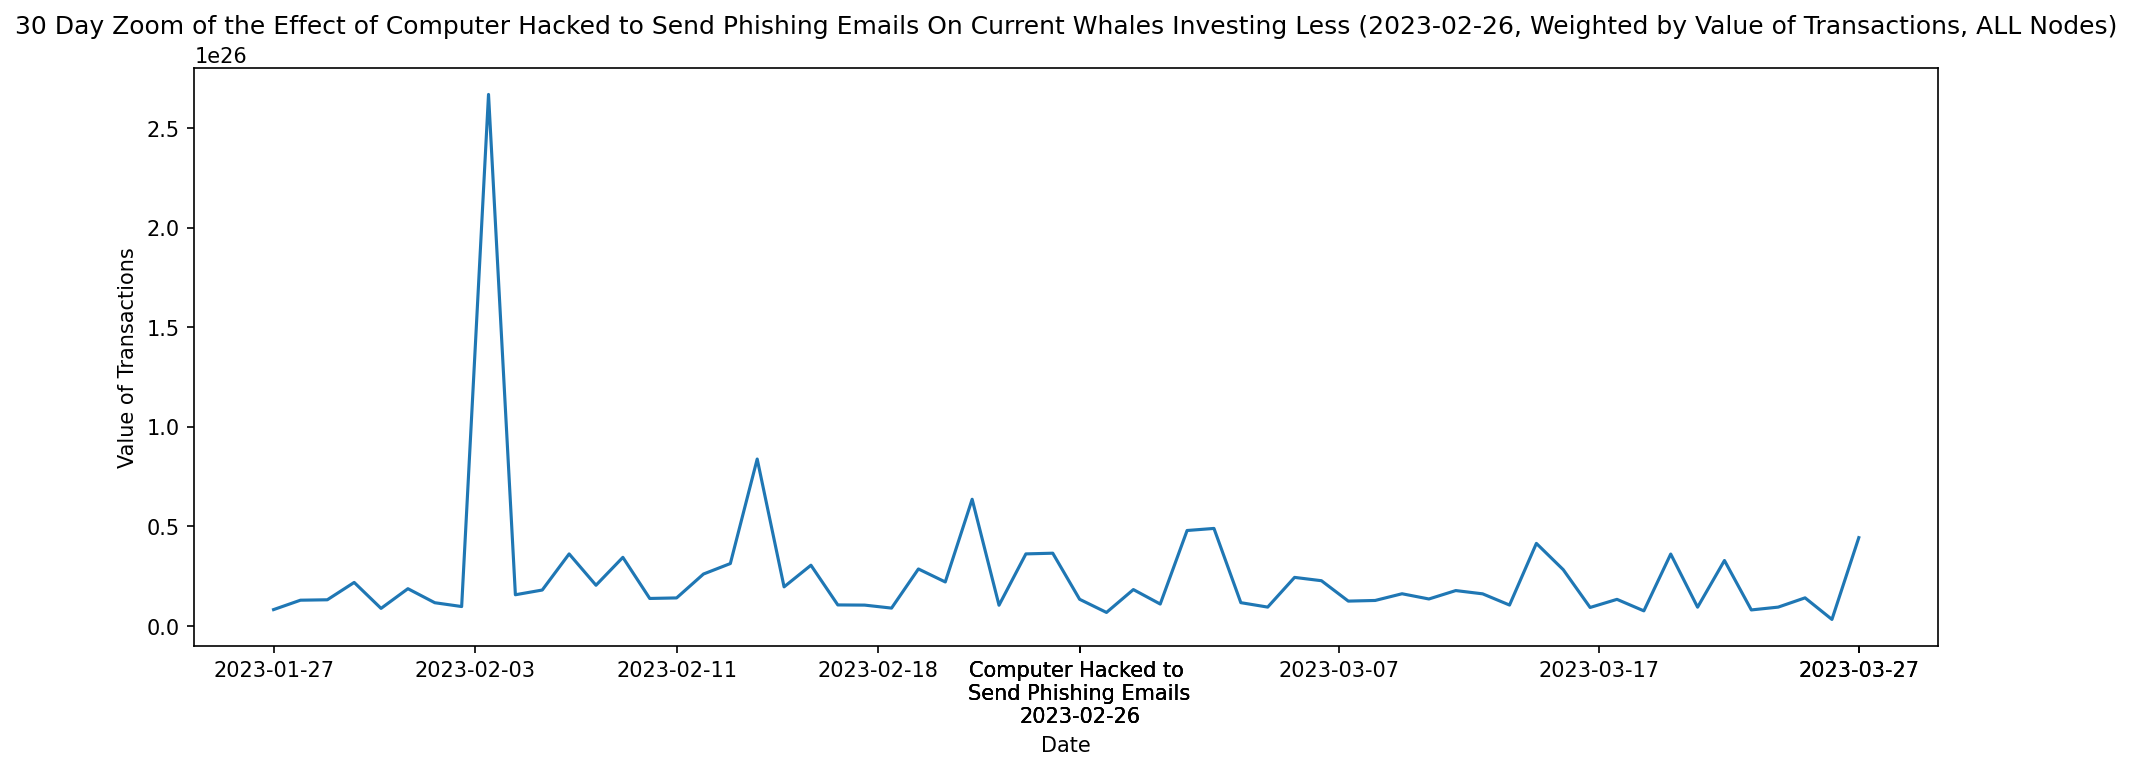 30 Day Zoom of the Effect of Computer Hacked to Send Phishing Emails On Current Whales Investing Less (2023-02-26, Weighted by Value of Transactions, ALL Nodes)
1e26
2.5
2.0
1.5
1.0
0.5
0.0
Value of Transactions
2023-01-27 2023-02-03 2023-02-11 2023-02-18 Computer Hacked to 2023-03-07 2023-03-17 2023-03-27
Send Phishing Emails
2023-02-26
Date